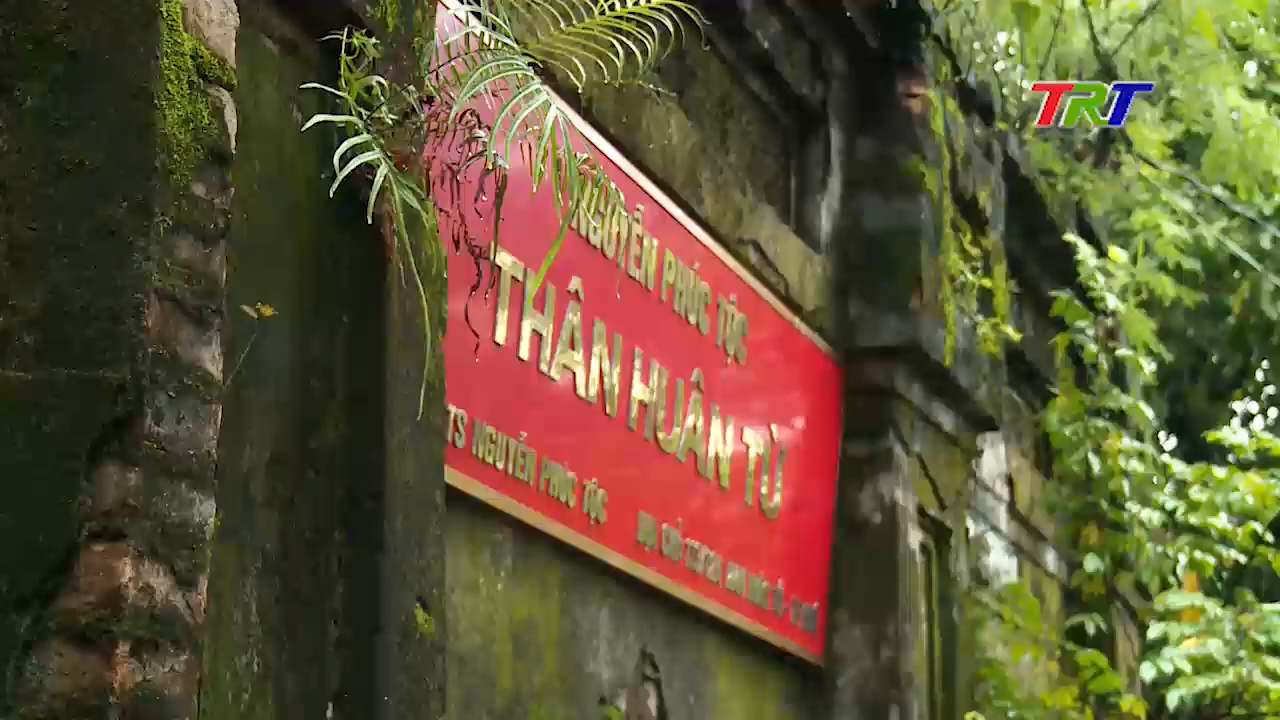 TRT
NGUYỄN PHÚC TỘC
THÂN HUÂN TỪ
TS NGUYỄN PHÚC TỘC